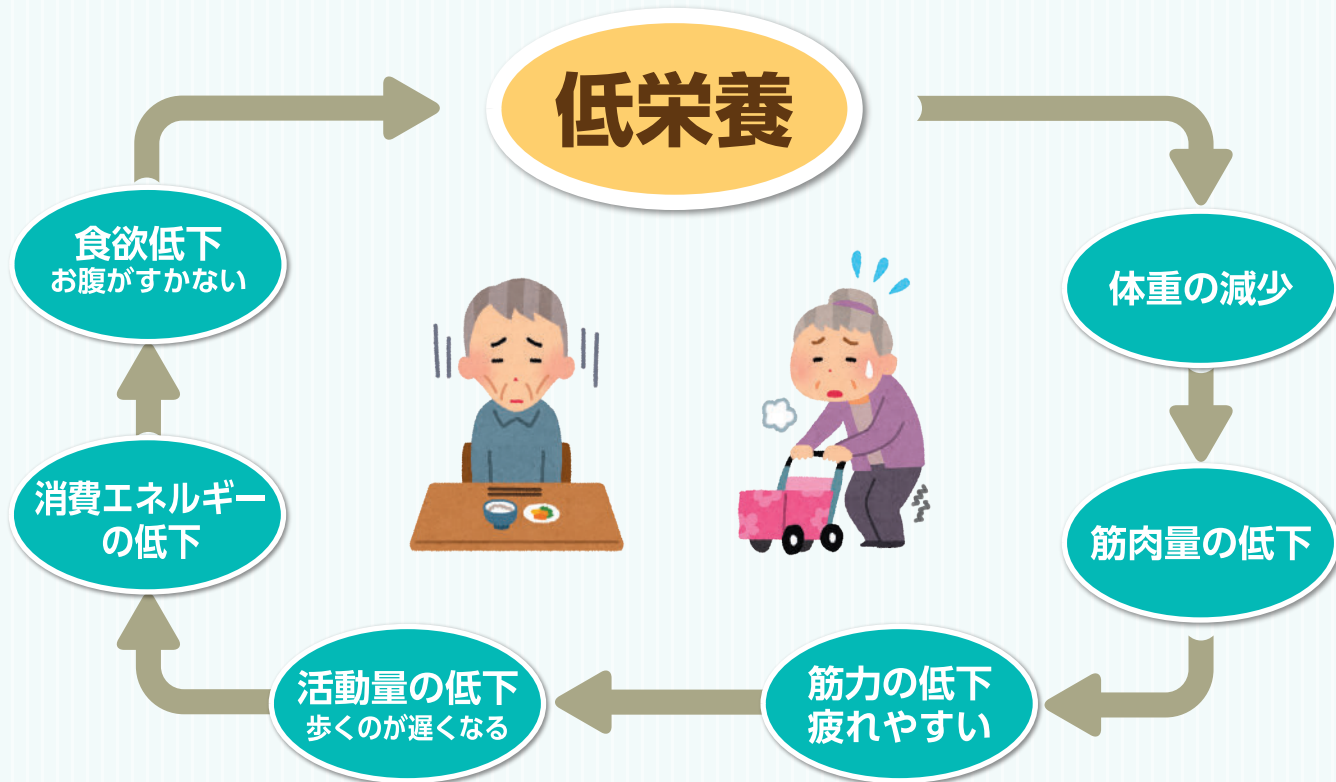 低栄養
体重の減少
筋肉量の低下
筋力の低下
疲れやすい
活動量の低下
歩くのが遅くなる
消費エネルギー
の低下
食欲低下
お腹がすかない